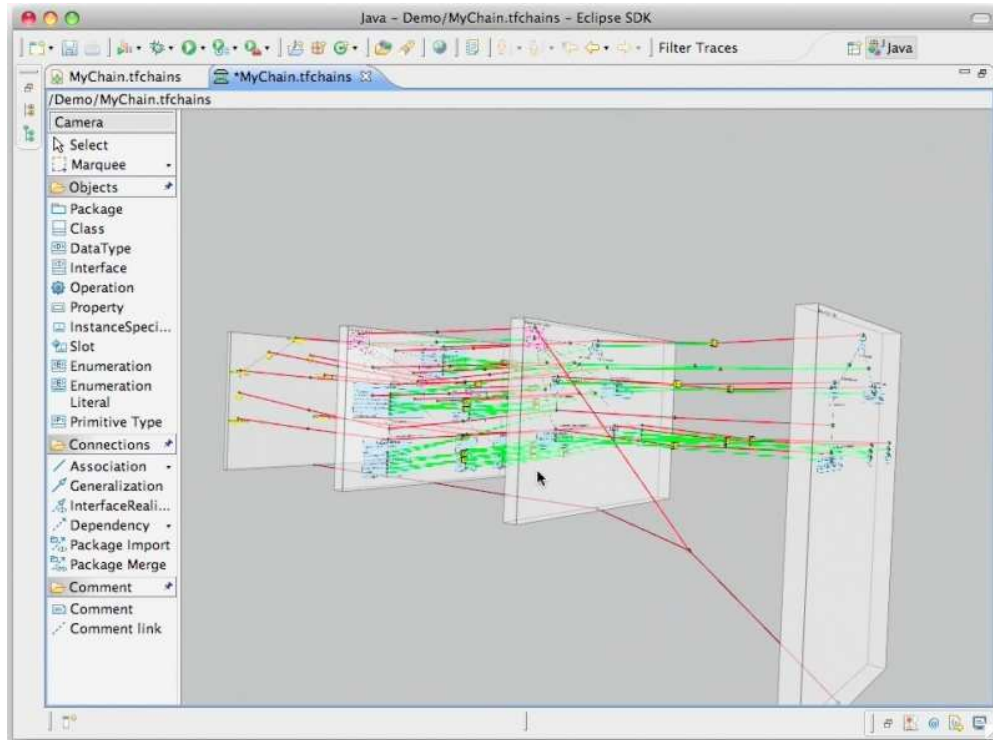 Java – Demo/MyChain.tfchains – Eclipse SDK
Filter Traces
Java
MyChain.tfchains
*MyChain.tfchains
/Demo/MyChain.tfchains
Camera
Select
Marquee
Objects
Package
Class
DataType
Interface
Operation
Property
InstanceSpeci...
Slot
Enumeration
Enumeration
Literal
Primitive Type
Connections
Association
Generalization
InterfaceReali...
Dependency
Package Import
Package Merge
Comment
Comment
Comment link